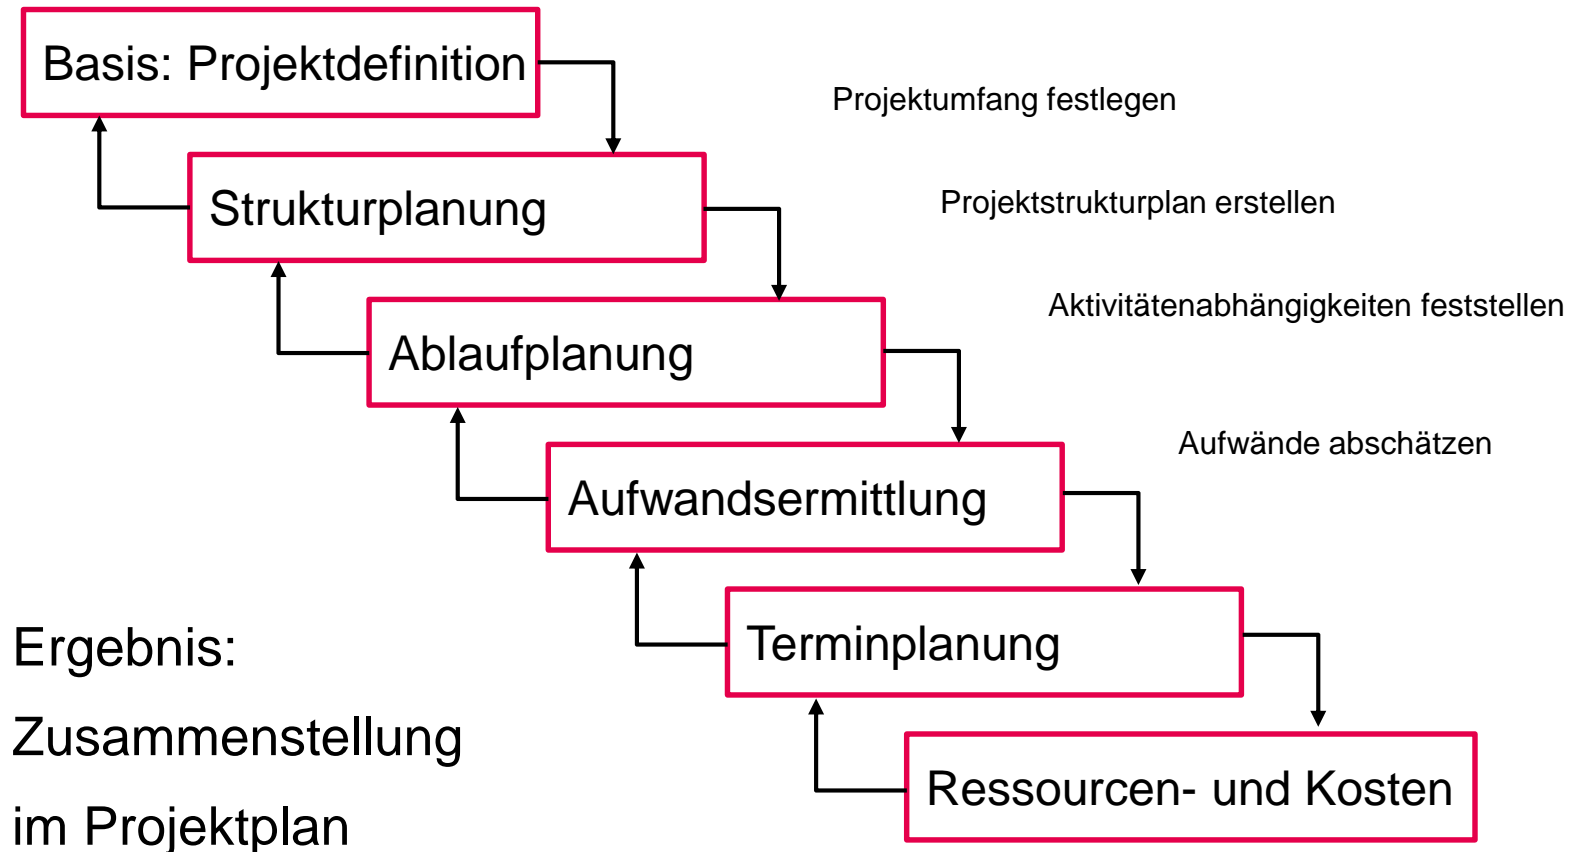 Basis: Projektdefinition
Projektumfang festlegen
Strukturplanung
Projektstrukturplan erstellen
Aktivitätenabhängigkeiten feststellen
Ablaufplanung
Aufwände abschätzen
Aufwandsermittlung
Terminplanung
Ressourcen- und Kosten
Ergebnis:
Zusammenstellung
im Projektplan